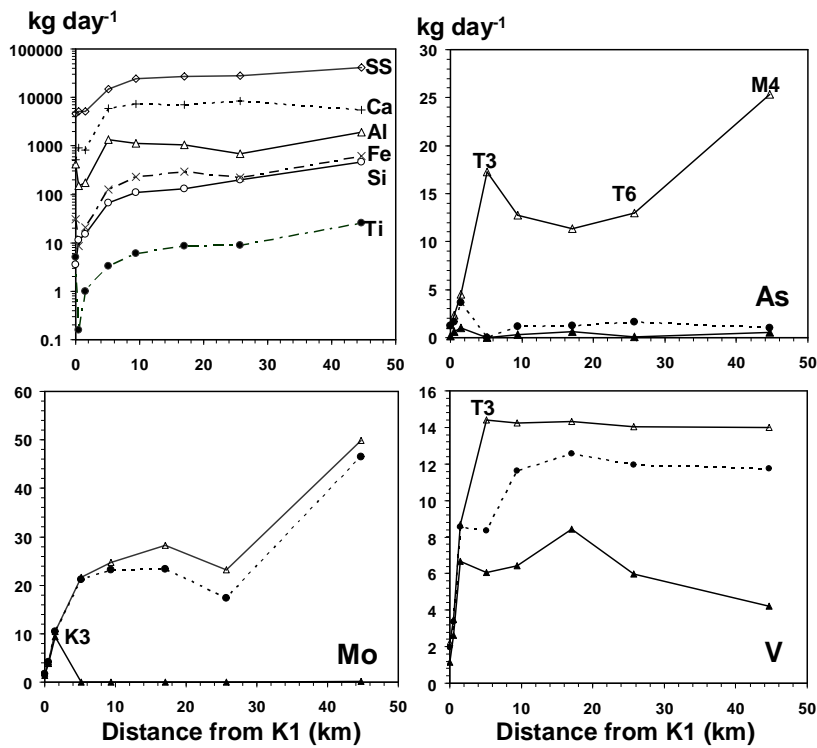 kg day-1
100000
10000
1000
100
10
1
0.1
SS
Ca
Al
Fe
Si
Ti
0 10 20 30 40 50
kg day-1
30
25
20
15
10
5
0
T3
T6
M4
As
0 10 20 30 40 50
60
50
40
30
20
10
0
K3
Mo
0 10 20 30 40 50
Distance from K1 (km)
16
14
12
10
8
6
4
2
0
T3
V
0 10 20 30 40 50
Distance from K1 (km)